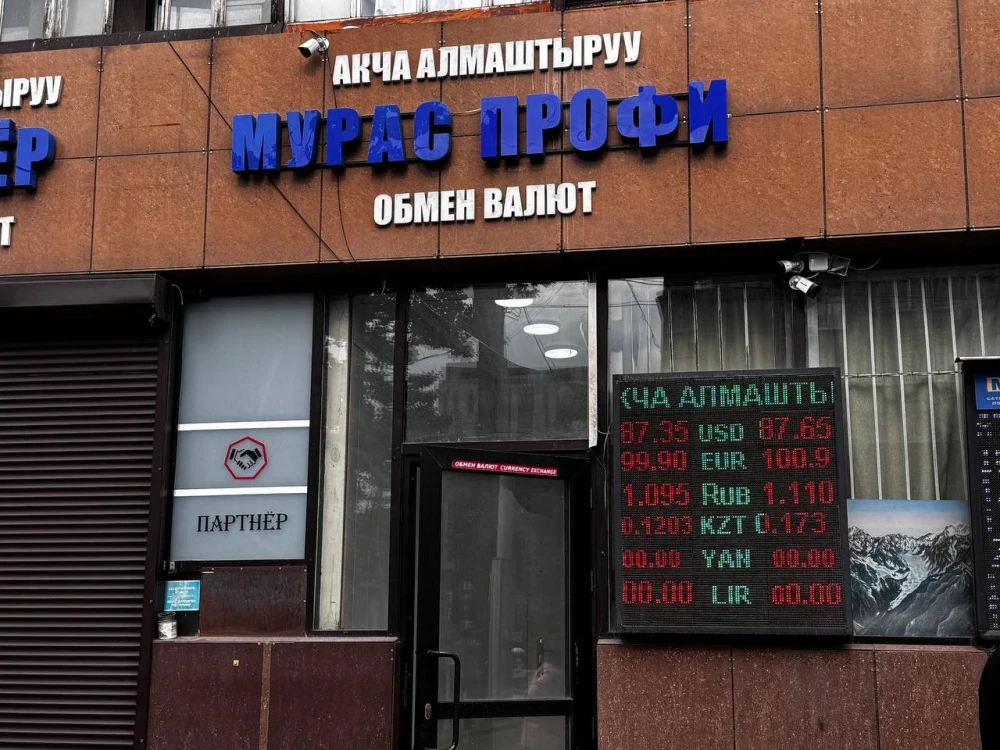 АКЧА АЛМАШТЫРУУ
МУРАС ПРОФИ
ОБМЕН ВАЛЮТ
ЫРУУ
ЁР
Т
ПАРТНЁР
ОБМЕН ВАЛЮТ CURRENCY EXCHANGE
ЧА АЛМАШТЫ
87.35 USD 87.65
99.90 EUR 100.9
1.095 RUB 1.110
0.1203 KZT 0.173
00.00 YAN 00.00
00.00 LIR 00.00